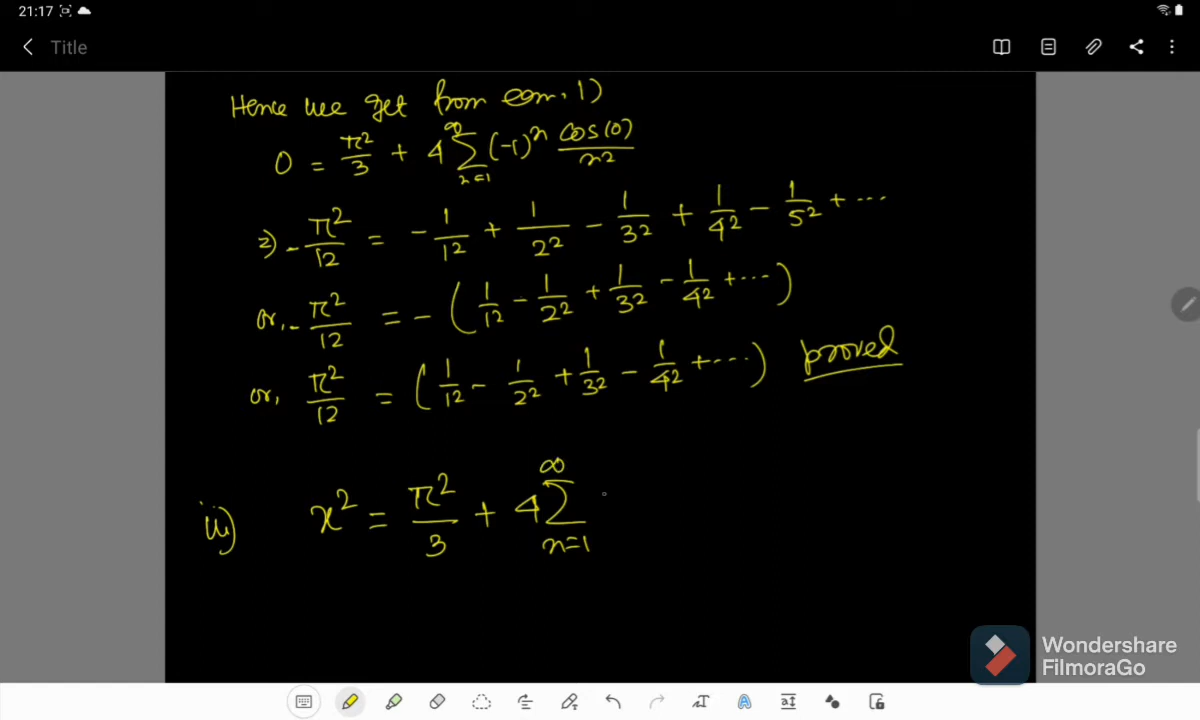 21:17
Title
Hence we get from eqn. 1)
0 = π²/3 + 4 ∑_{n=1}^{∞} (-1)ⁿ cos(0)/n²
⇒ - π²/12 = - 1/1² + 1/2² - 1/3² + 1/4² - 1/5² + ...
or, - π²/12 = - (1/1² - 1/2² + 1/3² - 1/4² + ....)
or, π²/12 = (1/1² - 1/2² + 1/3² - 1/4² + ....) proved
iii) x² = π²/3 + 4 ∑_{n=1}^{∞}
Wondershare
FilmoraGo